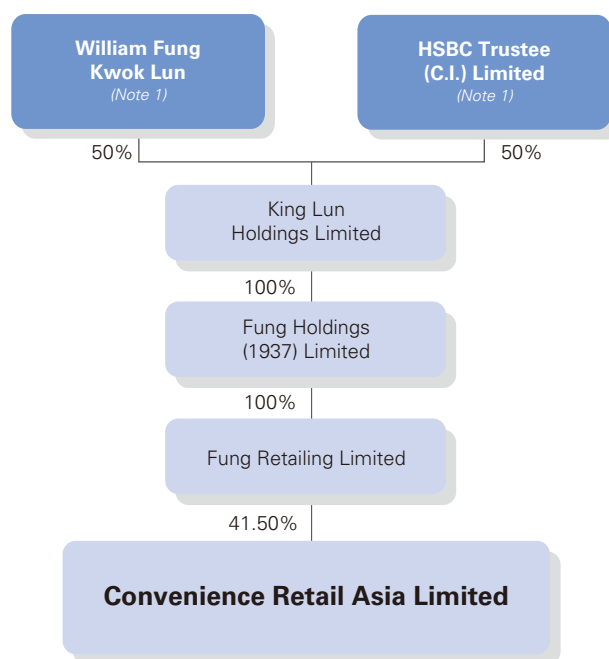 William Fung
Kwok Lun
(Note 1)
HSBC Trustee
(C.I.) Limited
(Note 1)
50%
50%
King Lun
Holdings Limited
100%
Fung Holdings
(1937) Limited
100%
Fung Retailing Limited
41.50%
Convenience Retail Asia Limited